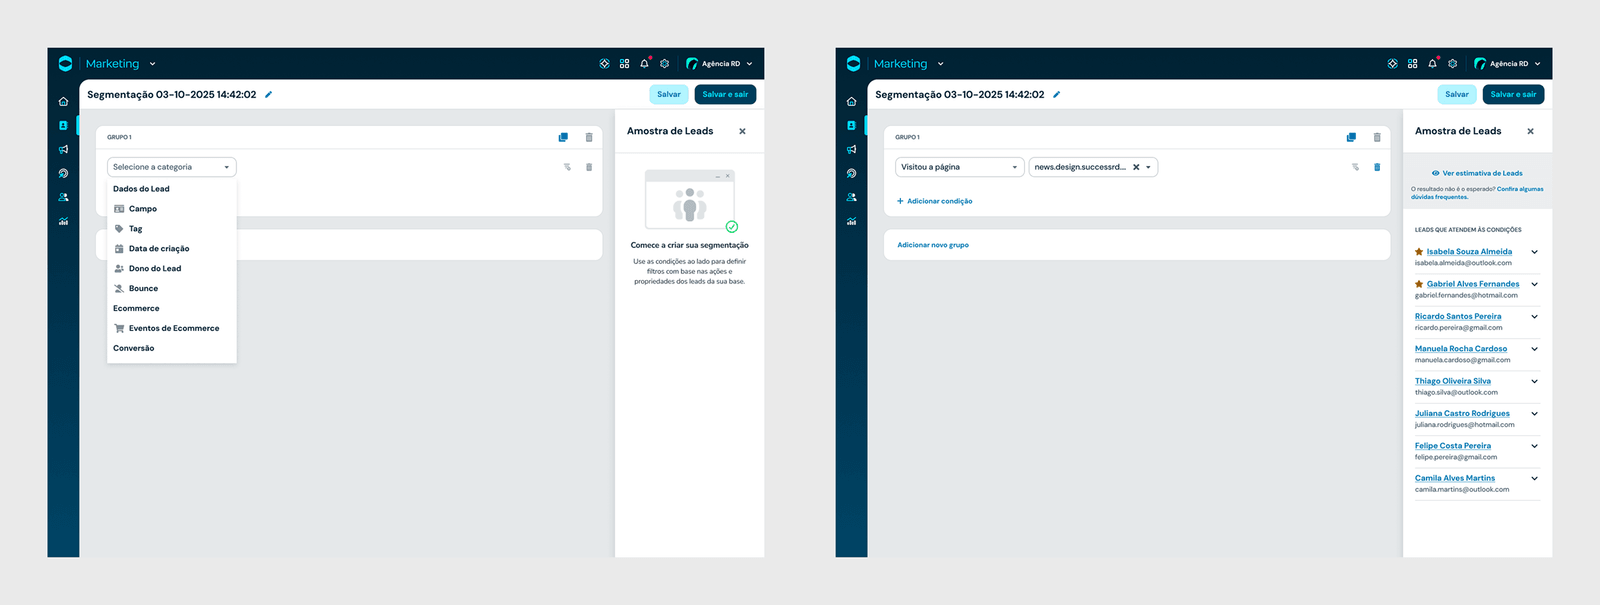 Marketing
Agência RD
Segmentação 03-10-2025 14:42:02
Salvar
Salvar e sair
GRUPO 1
Selecione a categoria
Dados do Lead
Campo
Tag
Data de criação
Dono do Lead
Bounce
Ecommerce
Eventos de Ecommerce
Conversão
Amostra de Leads
Comece a criar sua segmentação
Use as condições ao lado para definir
filtros com base nas ações e
propriedades dos leads da sua base.
Marketing
Agência RD
Segmentação 03-10-2025 14:42:02
Salvar
Salvar e sair
GRUPO 1
Visitou a página
news.design.successrd...
Adicionar condição
Adicionar novo grupo
Amostra de Leads
Ver estimativa de Leads
O resultado não é o esperado? Confira algumas
dúvidas frequentes.
LEADS QUE ATENDEM ÁS CONDIÇÕES
Isabela Souza Almeida
isabela.almeida@outlook.com
Gabriel Alves Fernandes
gabriel.fernandes@hotmail.com
Ricardo Santos Pereira
ricardo.pereira@gmail.com
Manuela Rocha Cardoso
manuela.cardoso@gmail.com
Thiago Oliveira Silva
thiago.silva@outlook.com
Juliana Castro Rodrigues
juliana.rodrigues@hotmail.com
Felipe Costa Pereira
felipe.pereira@gmail.com
Camila Alves Martins
camila.martins@outlook.com